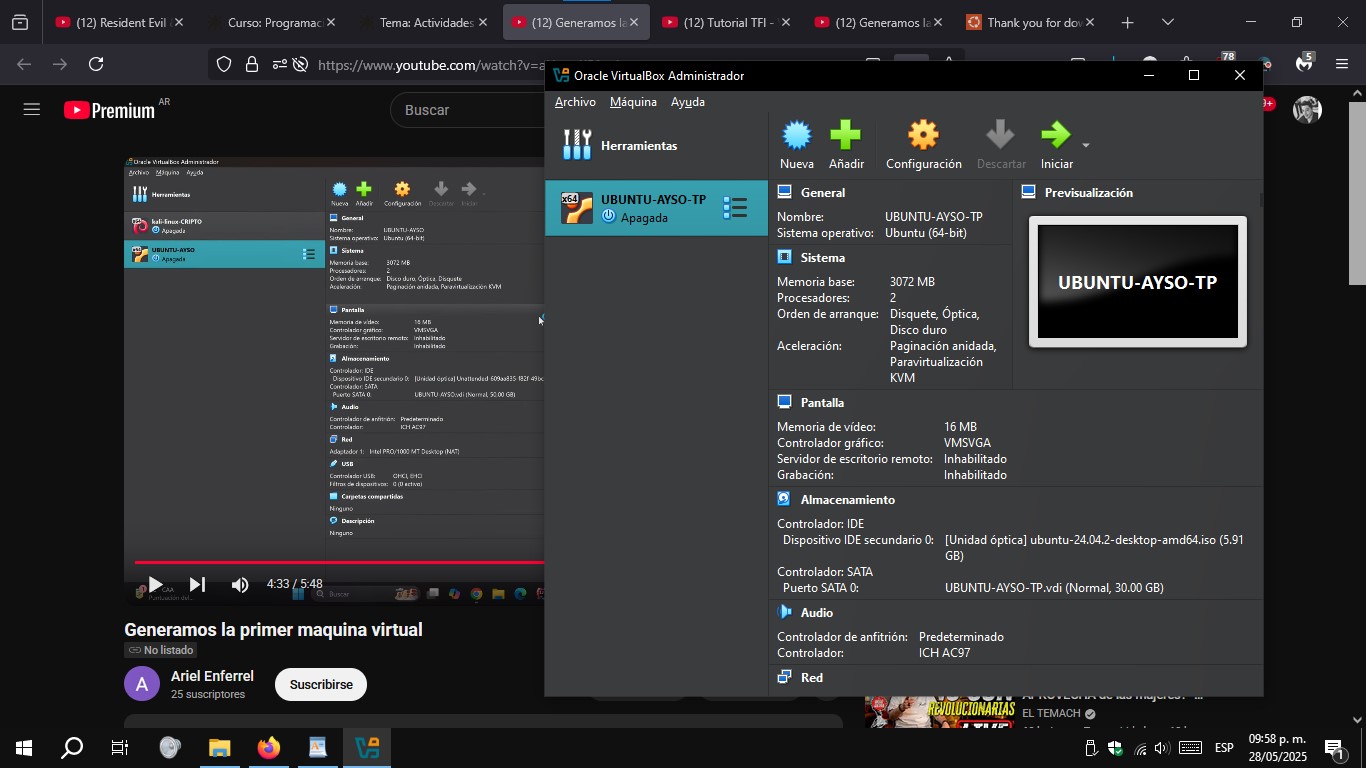 (12) Resident Evil
Curso: Programac
Tema: Actividades
(12) Generamos la
(12) Tutorial TFI -
(12) Generamos la
Thank you for dow
https://www.youtube.com/watch?v=a
78
5
Premium AR
Buscar
9+
Oracle VirtualBox Administrador
Archivo Máquina Ayuda
Herramientas
Nueva Añadir Configuración Descartar Iniciar
kali-linux-CRIPTO
Apagada
UBUNTU-AYSO
Apagada
General
Nombre: UBUNTU-AYSO
Sistema operativo: Ubuntu (64-bit)
Sistema
Memoria base: 3072 MB
Procesadores: 2
Orden de arranque: Disco duro, Óptica, Disquete
Aceleración: Paginación anidada, Paravirtualización KVM
Pantalla
Memoria de vídeo: 16 MB
Controlador gráfico: VMSVGA
Servidor de escritorio remoto: Inhabilitado
Grabación: Inhabilitado
Almacenamiento
Controlador: IDE
Dispositivo IDE secundario 0: [Unidad óptica] Unattended-609aa835-f82f-49bc
Controlador: SATA
Puerto SATA 0: UBUNTU-AYSO.vdi (Normal, 50.00 GB)
Audio
Controlador de anfitrión: Predeterminado
Controlador: ICH AC97
Red
Adaptador 1: Intel PRO/1000 MT Desktop (NAT)
USB
Controlador USB: OHCI, EHCI
Filtros de dispositivos: 0 (0 activo)
Carpetas compartidas
Ninguno
Descripción
Ninguno
CAA
Puntuación del...
Buscar
4:33 / 5:48
Generamos la primer maquina virtual
No listado
A
Ariel Enferrel
25 suscriptores
Suscribirse
Oracle VirtualBox Administrador
Archivo Máquina Ayuda
Herramientas
Nueva Añadir Configuración Descartar Iniciar
x64
UBUNTU-AYSO-TP
Apagada
General
Nombre: UBUNTU-AYSO-TP
Sistema operativo: Ubuntu (64-bit)
Previsualización
UBUNTU-AYSO-TP
Sistema
Memoria base: 3072 MB
Procesadores: 2
Orden de arranque: Disquete, Óptica,
Disco duro
Aceleración: Paginación anidada,
Paravirtualización
KVM
Pantalla
Memoria de vídeo: 16 MB
Controlador gráfico: VMSVGA
Servidor de escritorio remoto: Inhabilitado
Grabación: Inhabilitado
Almacenamiento
Controlador: IDE
Dispositivo IDE secundario 0: [Unidad óptica] ubuntu-24.04.2-desktop-amd64.iso (5.91
GB)
Controlador: SATA
Puerto SATA 0: UBUNTU-AYSO-TP.vdi (Normal, 30.00 GB)
Audio
Controlador de anfitrión: Predeterminado
Controlador: ICH AC97
Red
REVOLUCIONARIAS
EL TEMACH
ESP
09:58 p. m.
28/05/2025
1